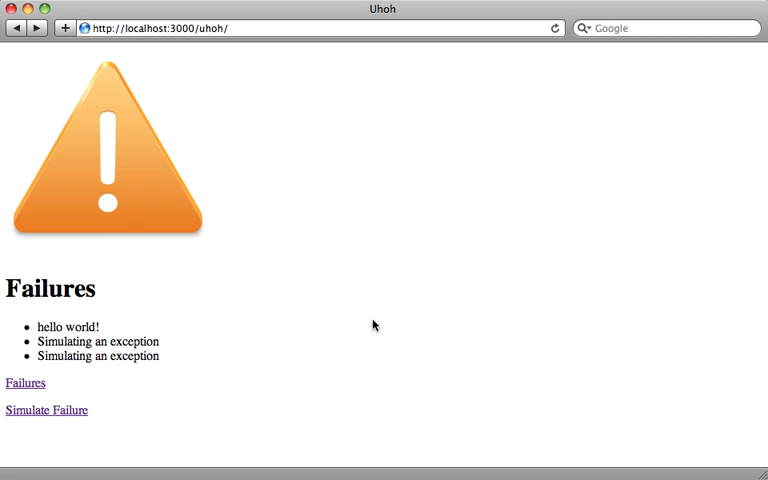 Uhoh
http://localhost:3000/uhoh/
Google
Failures
hello world!
Simulating an exception
Simulating an exception
Failures
Simulate Failure